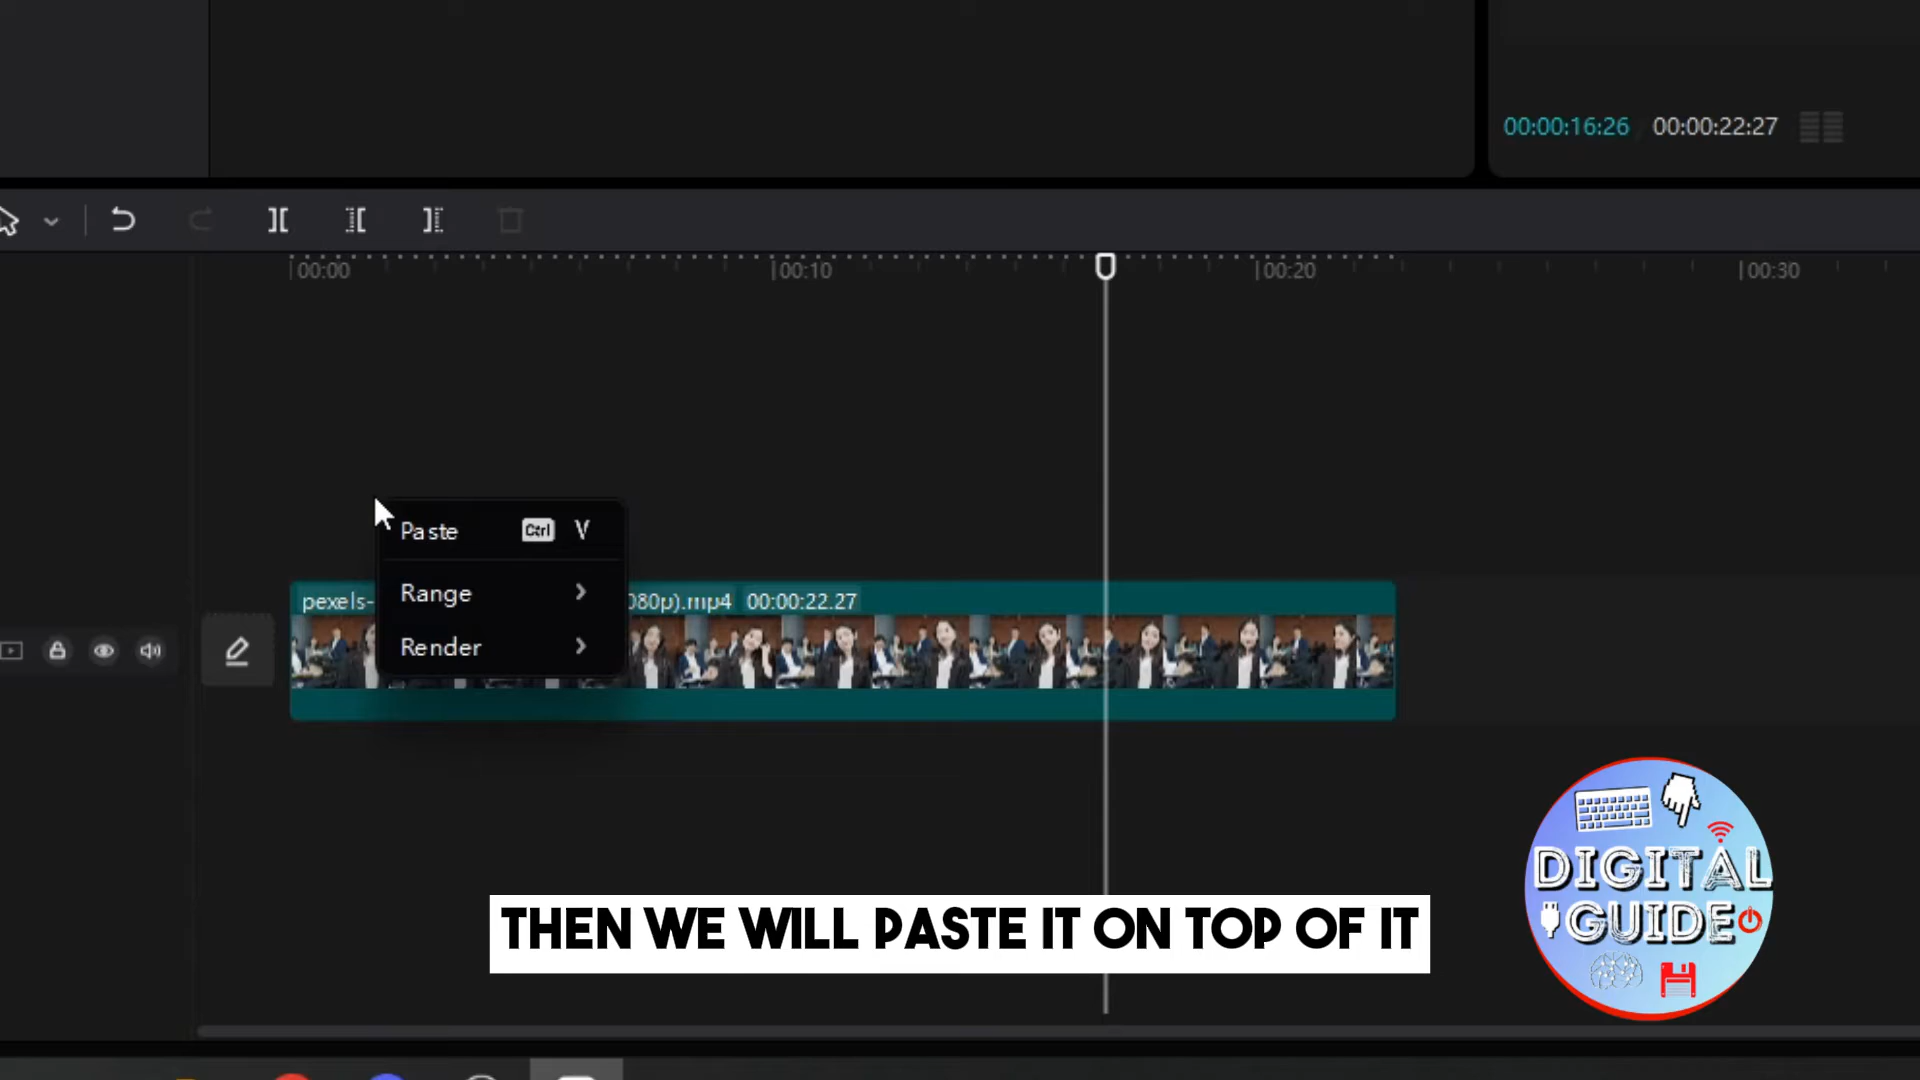 00:00:16:26 00:00:22:27
00:00 00:10 00:20 00:30
Paste Ctrl V
pexels- 080p).mp4 00:00:22.27
Range
Render
THEN WE WILL PASTE IT ON TOP OF IT
DIGITAL
GUIDE